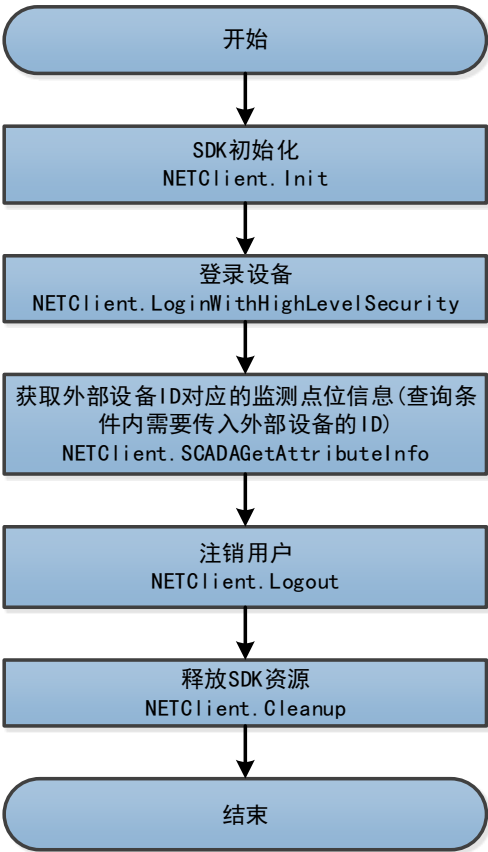 开始
SDK初始化
NETClient.Init
登录设备
NETClient.LoginWithHighLevelSecurity
获取外部设备ID对应的监测点位信息(查询条
件内需要传入外部设备的ID)
NETClient.SCADAGetAttributeInfo
注销用户
NETClient.Logout
释放SDK资源
NETClient.Cleanup
结束